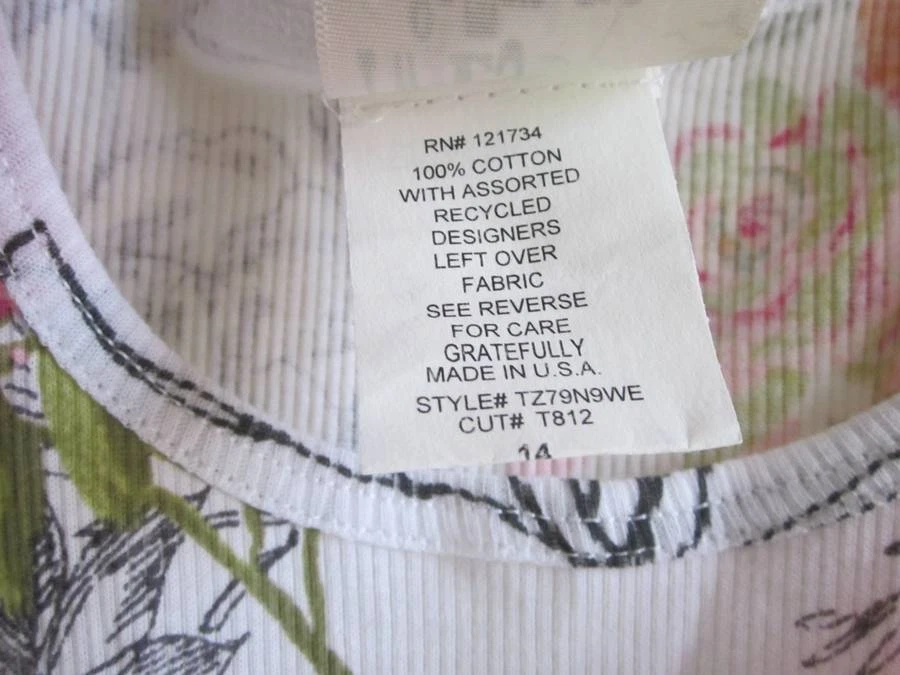 RN# 121734
100% COTTON
WITH ASSORTED
RECYCLED
DESIGNERS
LEFT OVER
FABRIC
SEE REVERSE
FOR CARE
GRATEFULLY
MADE IN U.S.A.
STYLE# TZ79N9WE
CUT# T812
14